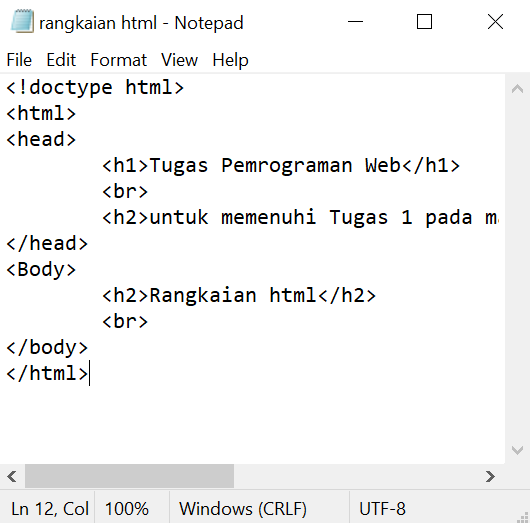 rangkaian html - Notepad
File Edit Format View Help
<!doctype html>
<html>
<head>
<h1>Tugas Pemrograman Web</h1>
<br>
<h2>untuk memenuhi Tugas 1 pada
</head>
<Body>
<h2>Rangkaian html</h2>
<br>
</body>
</html>
Ln 12, Col 100% Windows (CRLF) UTF-8